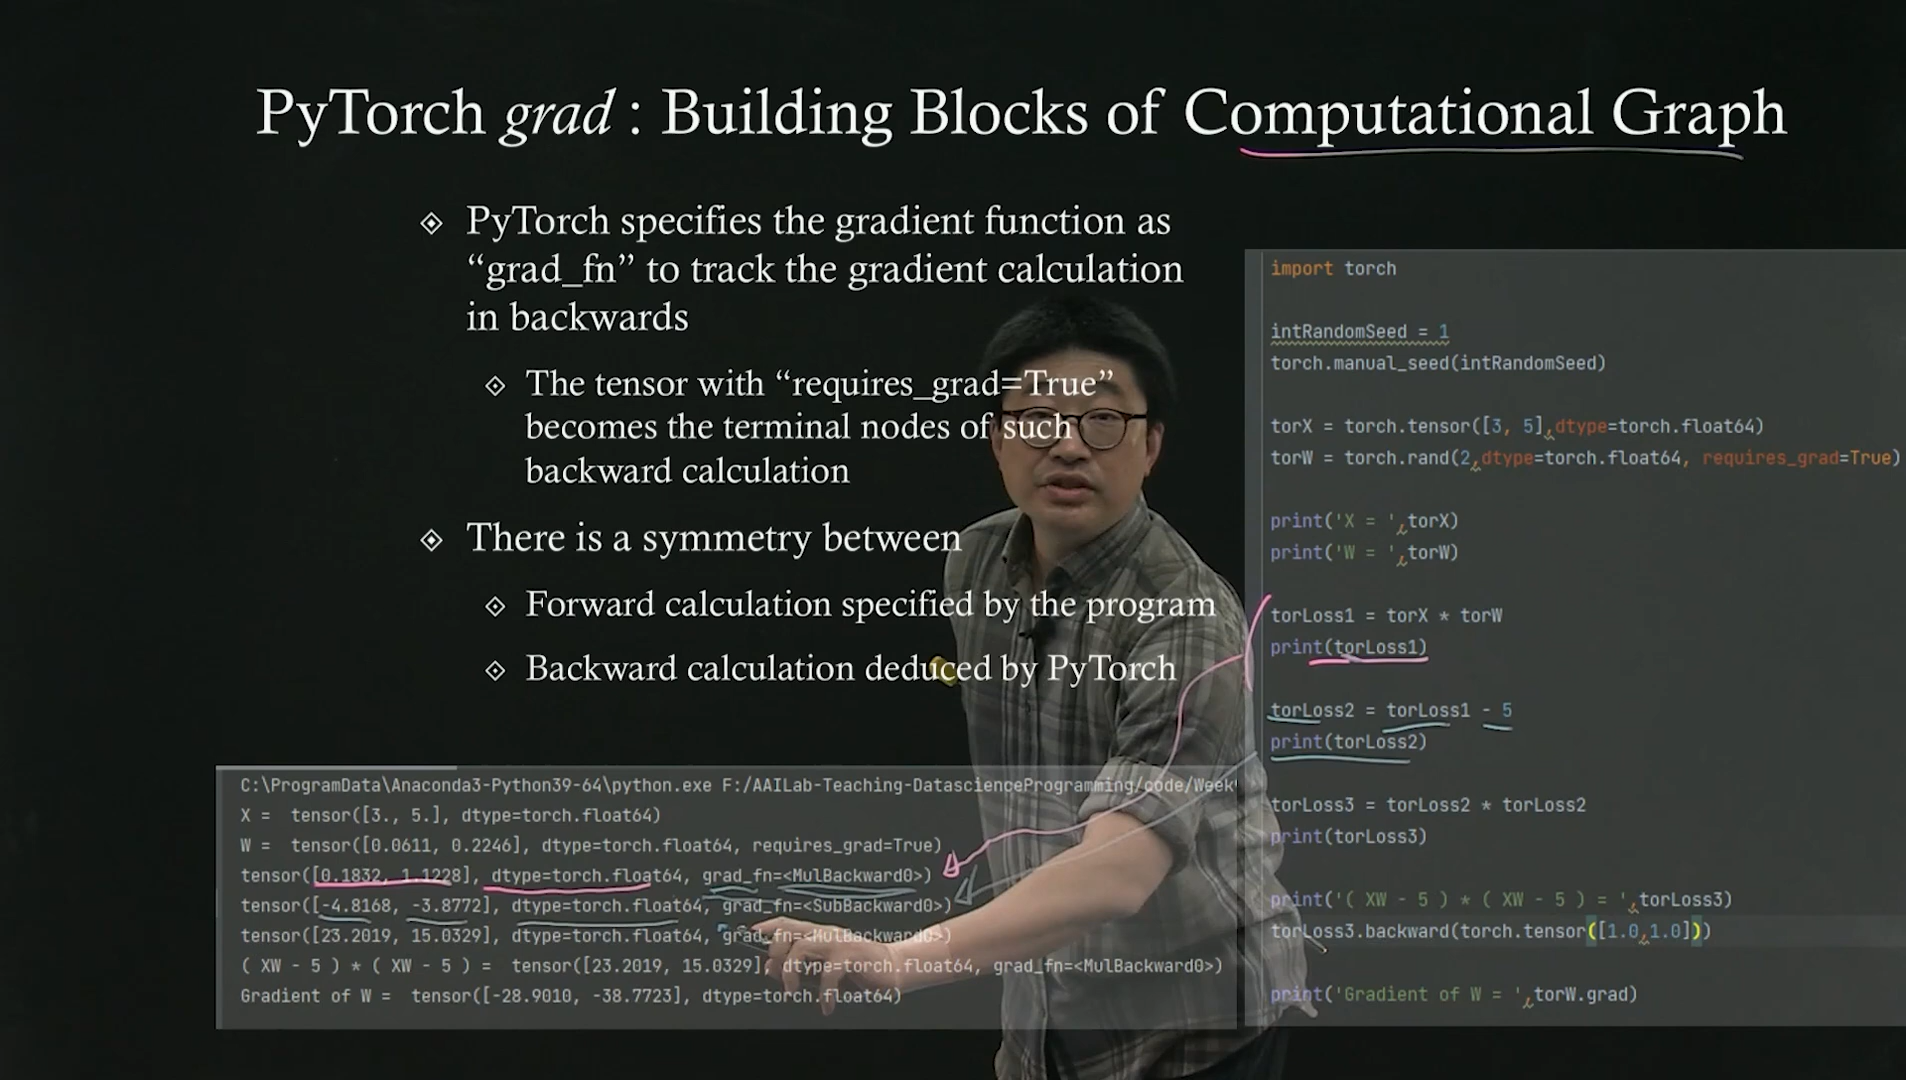 PyTorch grad : Building Blocks of Computational Graph
PyTorch specifies the gradient function as
“grad_fn” to track the gradient calculation
in backwards
The tensor with “requires_grad=True”
becomes the terminal nodes of such
backward calculation
There is a symmetry between
Forward calculation specified by the program
Backward calculation deduced by PyTorch
C:\ProgramData\Anaconda3-Python39-64\python.exe F:/AAILab-Teaching-DatascienceProgramming/code/Week
X =  tensor([3., 5.], dtype=torch.float64)
W =  tensor([0.0611, 0.2246], dtype=torch.float64, requires_grad=True)
tensor([0.1832, 1.1228], dtype=torch.float64, grad_fn=<MulBackward0>)
tensor([-4.8168, -3.8772], dtype=torch.float64, grad_fn=<SubBackward0>)
tensor([23.2019, 15.0329], dtype=torch.float64, grad_fn=<MulBackward0>)
( XW - 5 ) * ( XW - 5 ) =  tensor([23.2019, 15.0329], dtype=torch.float64, grad_fn=<MulBackward0>)
Gradient of W =  tensor([-28.9010, -38.7723], dtype=torch.float64)
import torch
intRandomSeed = 1
torch.manual_seed(intRandomSeed)
torX = torch.tensor([3, 5],dtype=torch.float64)
torW = torch.rand(2,dtype=torch.float64, requires_grad=True)
print('X = ',torX)
print('W = ',torW)
torLoss1 = torX * torW
print(torLoss1)
torLoss2 = torLoss1 - 5
print(torLoss2)
torLoss3 = torLoss2 * torLoss2
print(torLoss3)
print('( XW - 5 ) * ( XW - 5 ) = ',torLoss3)
torLoss3.backward(torch.tensor([1.0,1.0]))
print('Gradient of W = ',torW.grad)